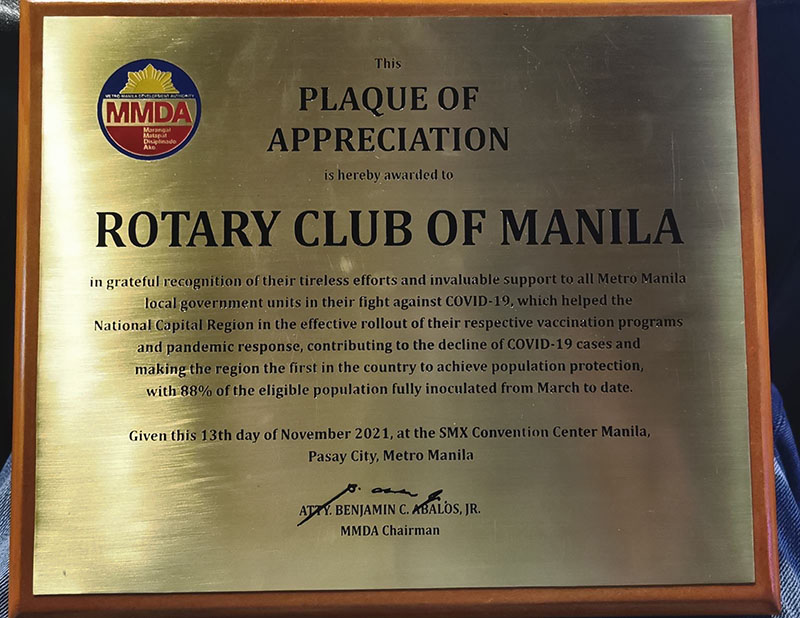 This
PLAQUE OF
APPRECIATION
is hereby awarded to
METRO MANILA DEVELOPMENT AUTHORITY
MMDA
Marangal
Matapat
Disiplinado
Ako
ROTARY CLUB OF MANILA
in grateful recognition of their tireless efforts and invaluable support to all Metro Manila
local government units in their fight against COVID-19, which helped the
National Capital Region in the effective rollout of their respective vaccination programs
and pandemic response, contributing to the decline of COVID-19 cases and
making the region the first in the country to achieve population protection,
with 88% of the eligible population fully inoculated from March to date.
Given this 13th day of November 2021, at the SMX Convention Center Manila,
Pasay City, Metro Manila
ATTY. BENJAMIN C. ABALOS, JR.
MMDA Chairman